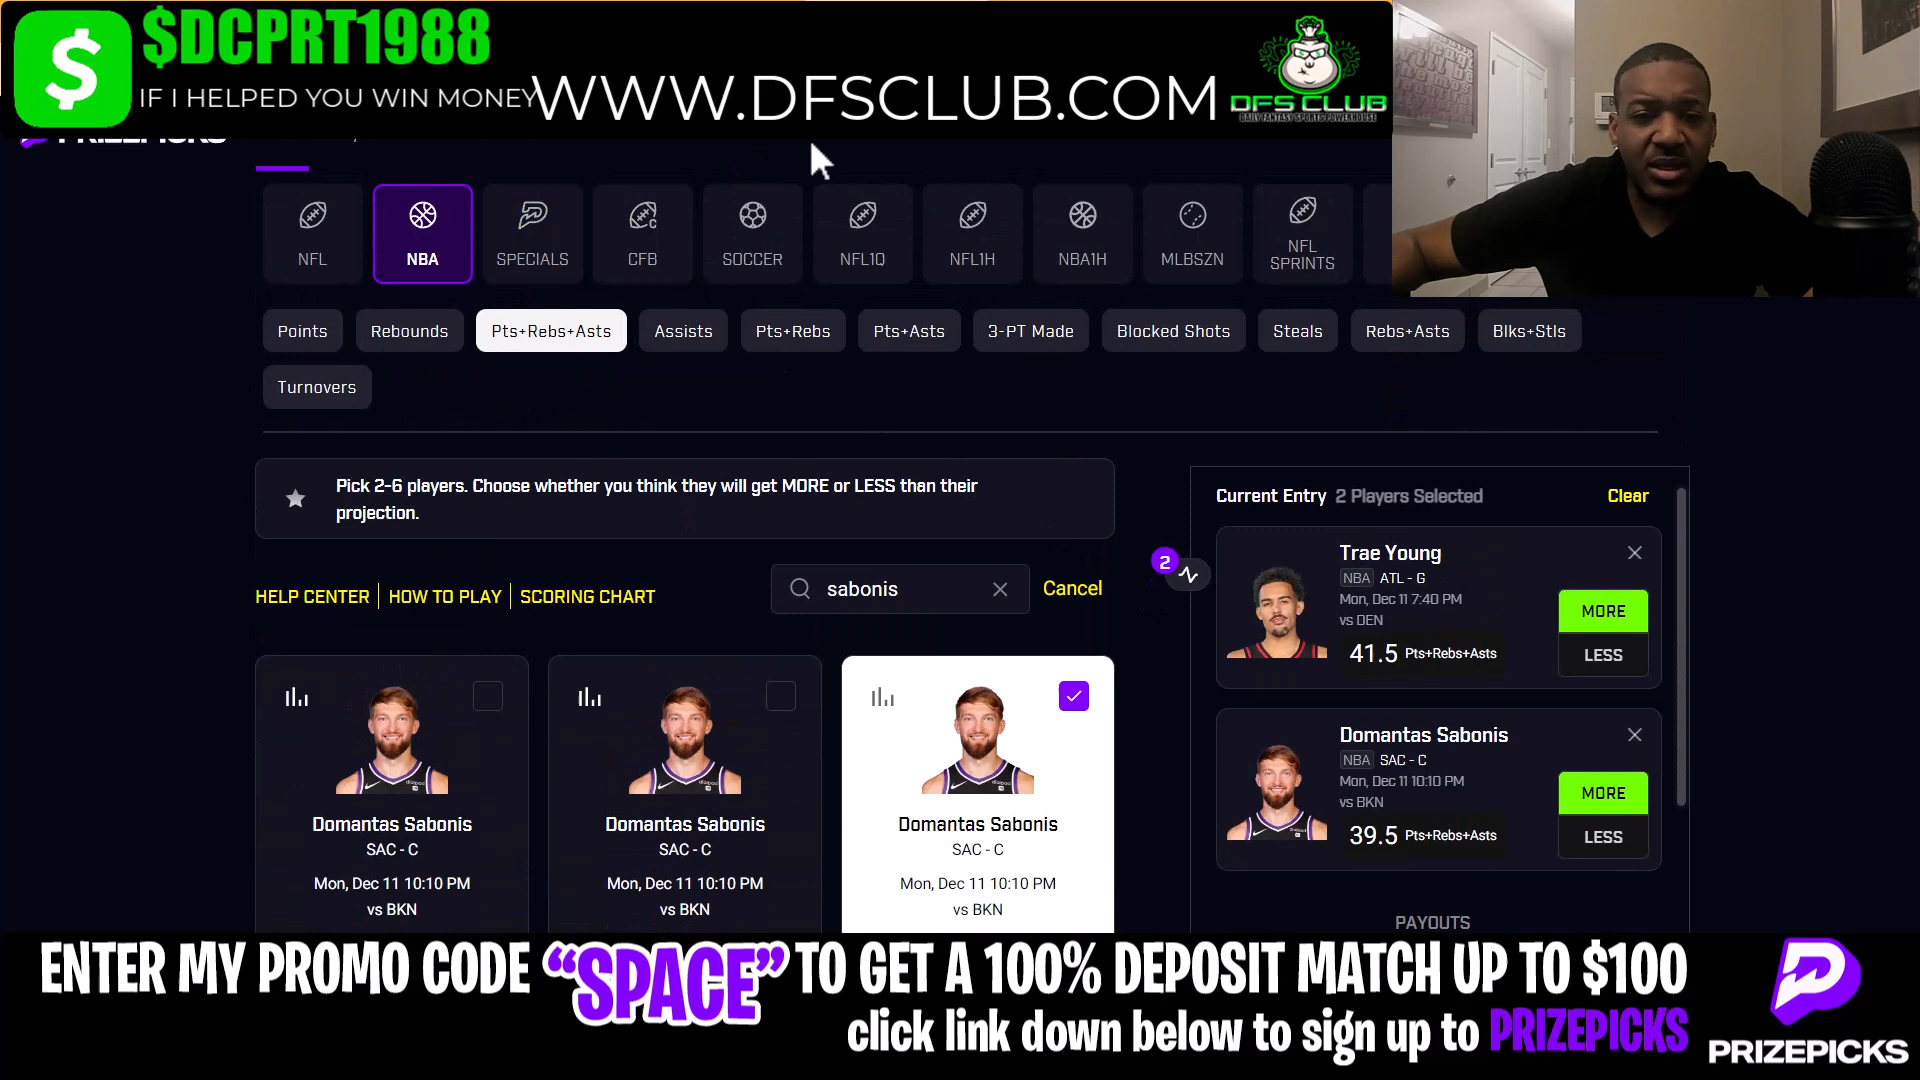 $DCPRT1988
IF I HELPED YOU WIN MONEY
WWW.DFSCLUB.COM
DFS CLUB
DAILY FANTASY SPORTS POWERHOUSE
PRIZEPICKS
NFL
NBA
SPECIALS
CFB
SOCCER
NFL1Q
NFL1H
NBA1H
MLBSZN
NFL
SPRINTS
Points
Rebounds
Pts+Rebs+Asts
Assists
Pts+Rebs
Pts+Asts
3-PT Made
Blocked Shots
Steals
Rebs+Asts
Blks+Stls
Turnovers
Pick 2-6 players. Choose whether you think they will get MORE or LESS than their
projection.
HELP CENTER
HOW TO PLAY
SCORING CHART
sabonis
Cancel
Domantas Sabonis
SAC - C
Mon, Dec 11 10:10 PM
vs BKN
Domantas Sabonis
SAC - C
Mon, Dec 11 10:10 PM
vs BKN
Domantas Sabonis
SAC - C
Mon, Dec 11 10:10 PM
vs BKN
2
Current Entry 2 Players Selected
Clear
Trae Young
NBA ATL - G
Mon, Dec 11 7:40 PM
vs DEN
41.5 Pts+Rebs+Asts
MORE
LESS
Domantas Sabonis
NBA SAC - C
Mon, Dec 11 10:10 PM
vs BKN
39.5 Pts+Rebs+Asts
MORE
LESS
PAYOUTS
ENTER MY PROMO CODE “SPACE” TO GET A 100% DEPOSIT MATCH UP TO $100
click link down below to sign up to PRIZEPICKS
PRIZEPICKS